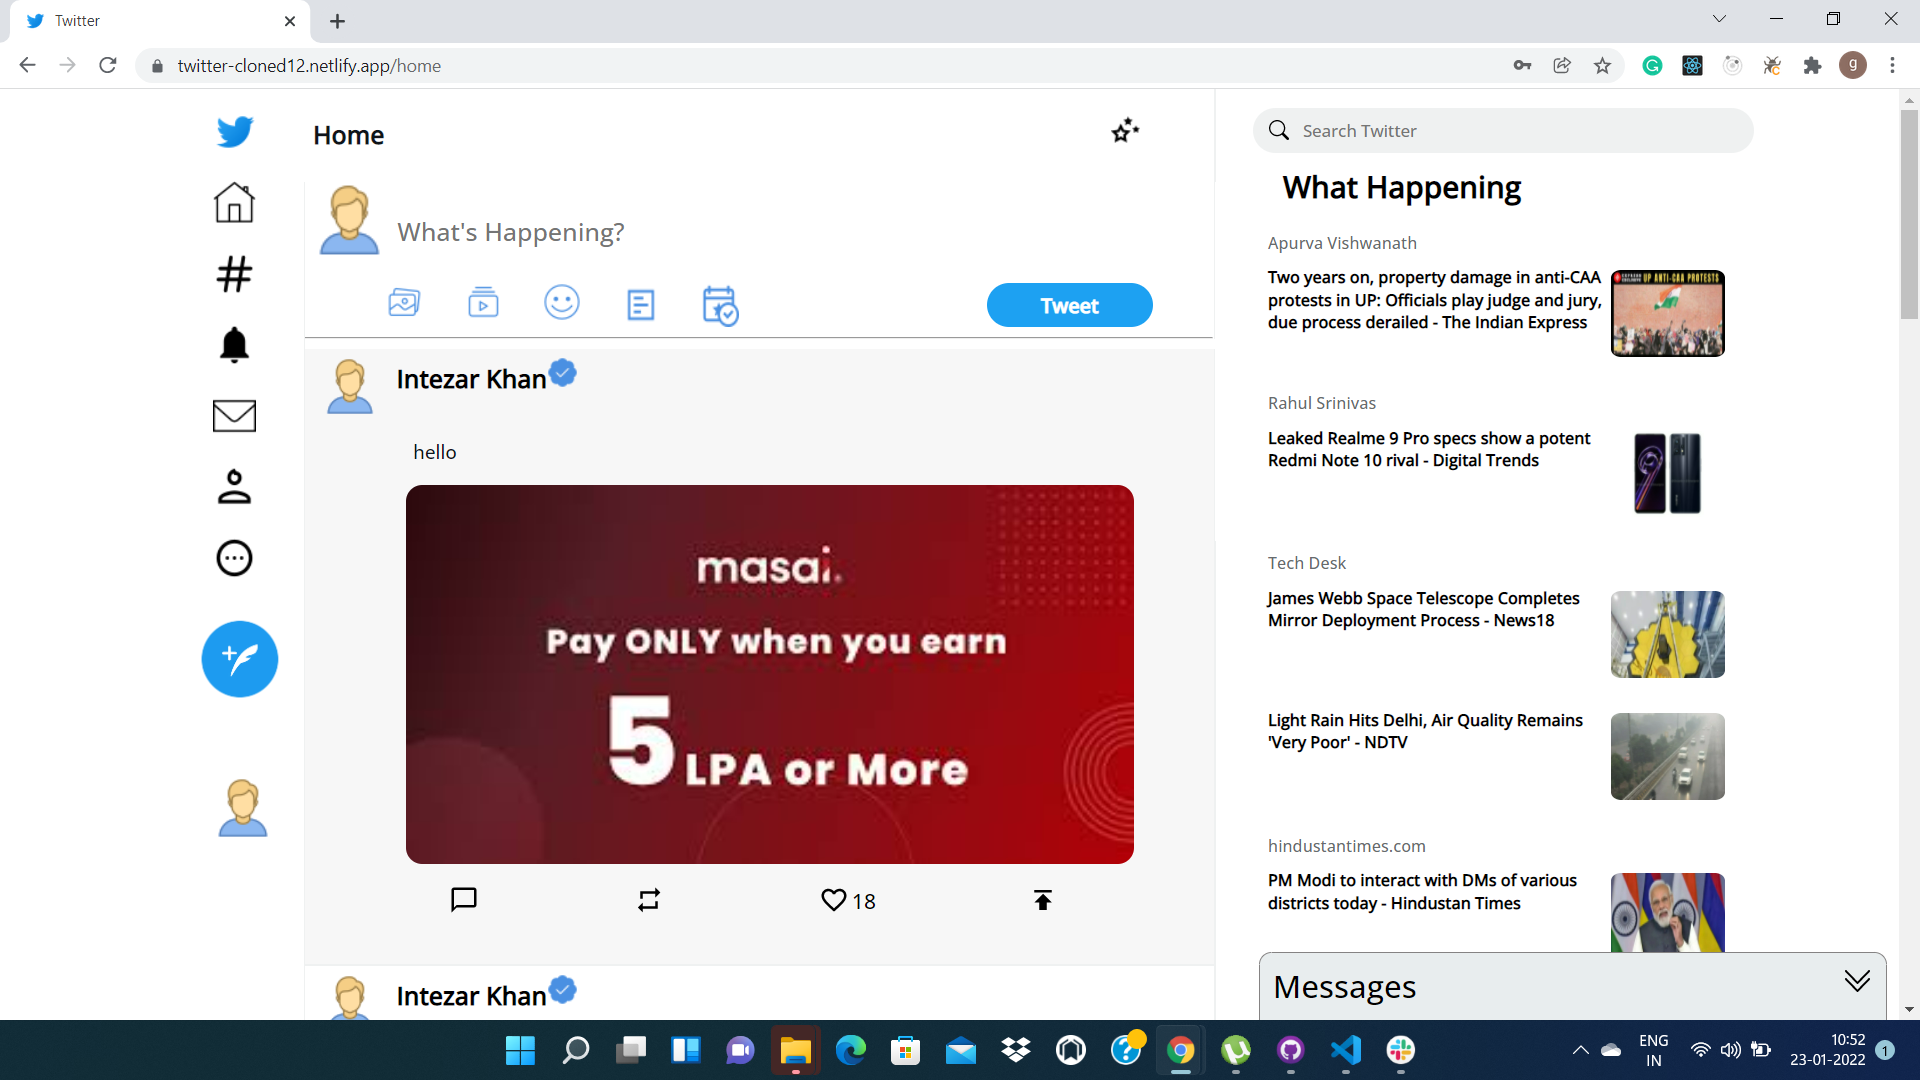 Twitter
twitter-cloned12.netlify.app/home
g
Home
Search Twitter
What Happening
What's Happening?
Tweet
Apurva Vishwanath
Two years on, property damage in anti-CAA
protests in UP: Officials play judge and jury,
due process derailed - The Indian Express
UP ANTI-CAA PROTESTS
Intezar Khan
hello
masai.
Pay ONLY when you earn
5 LPA or More
18
Rahul Srinivas
Leaked Realme 9 Pro specs show a potent
Redmi Note 10 rival - Digital Trends
Tech Desk
James Webb Space Telescope Completes
Mirror Deployment Process - News18
Light Rain Hits Delhi, Air Quality Remains
'Very Poor' - NDTV
hindustantimes.com
PM Modi to interact with DMs of various
districts today - Hindustan Times
Intezar Khan
Messages
ENG
IN
10:52
23-01-2022
1